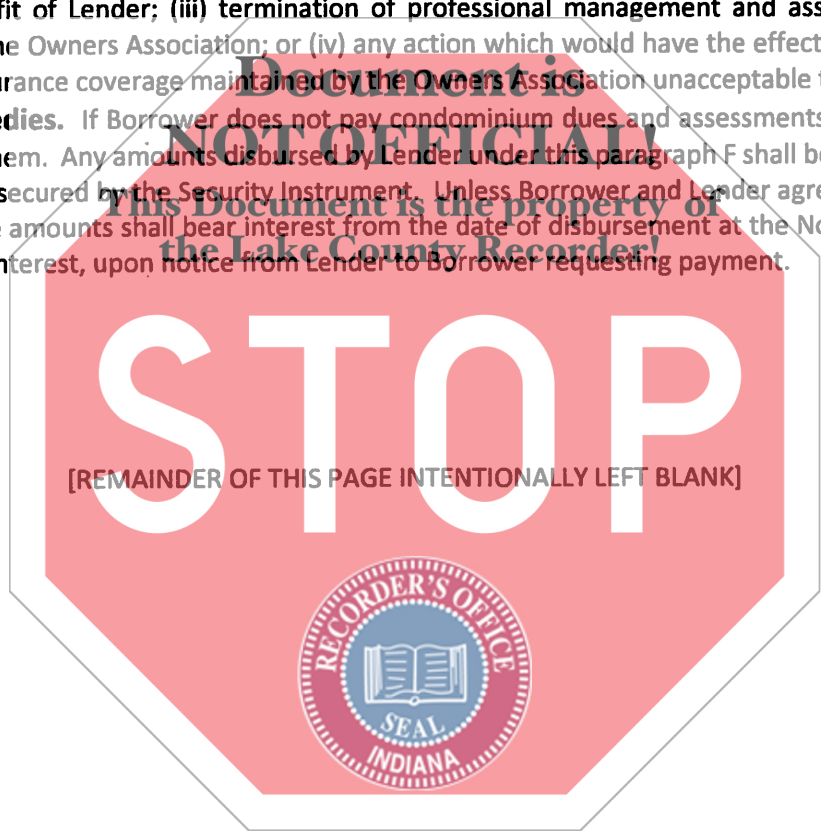 fit of Lender; (iii) termination of professional management and ass
ne Owners Association; or (iv) any action which would have the effect
urance coverage maintained by the Owners Association unacceptable
edies. If Borrower does not pay condominium dues and assessments
nem. Any amounts disbursed by Lender under this paragraph F shall be
secured by the Security Instrument. Unless Borrower and Lender agre
e amounts shall bear interest from the date of disbursement at the No
nterest, upon notice from Lender to Borrower requesting payment.
Document is
NOT OFFICIAL!
This Document is the property of
the Lake County Recorder!
STOP
[REMAINDER OF THIS PAGE INTENTIONALLY LEFT BLANK]
RECORDER'S OFFICE
SEAL
INDIANA